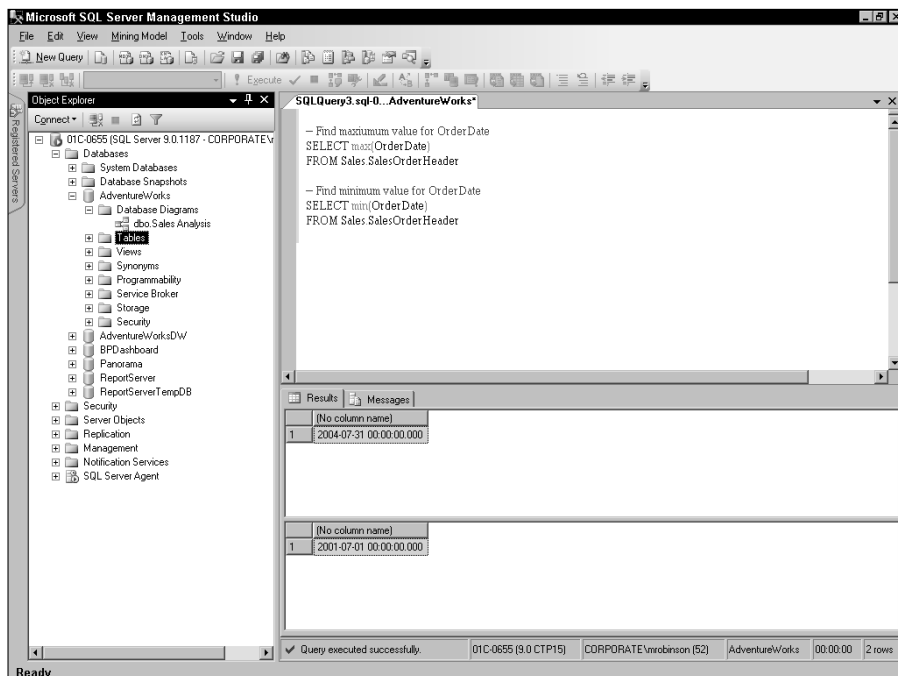 Microsoft SQL Server Management Studio
File Edit View Mining Model Tools Window Help
New Query
Execute
Registered Servers
Object Explorer
Connect
01C-0655 (SQL Server 9.0.1187 - CORPORATE\r
Databases
System Databases
Database Snapshots
AdventureWorks
Database Diagrams
dbo.Sales Analysis
Tables
Views
Synonyms
Programmability
Service Broker
Storage
Security
AdventureWorksDW
BPDashboard
Panorama
ReportServer
ReportServerTempDB
Security
Server Objects
Replication
Management
Notification Services
SQL Server Agent
SQLQuery3.sql-0...AdventureWorks*
-- Find maxiumum value for OrderDate
SELECT max(OrderDate)
FROM Sales.SalesOrderHeader
-- Find minimum value for OrderDate
SELECT min(OrderDate)
FROM Sales.SalesOrderHeader
Results Messages
(No column name)
1 2004-07-31 00:00:00.000
(No column name)
1 2001-07-01 00:00:00.000
Query executed successfully. 01C-0655 (9.0 CTP15) CORPORATE\mrobinson (52) AdventureWorks 00:00:00 2 rows
Ready